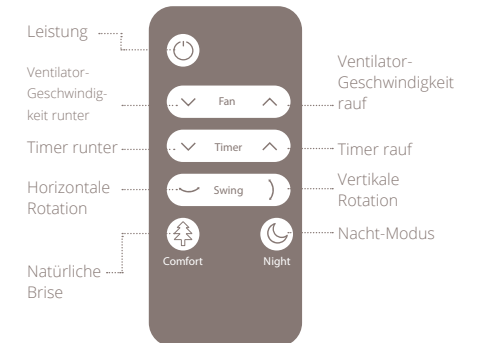 Leistung
Ventilator-
Geschwindig-
keit runter
Timer runter
Horizontale
Rotation
Natürliche
Brise
Fan
Timer
Swing
Comfort
Night
Ventilator-
Geschwindigkeit
rauf
Timer rauf
Vertikale
Rotation
Nacht-Modus